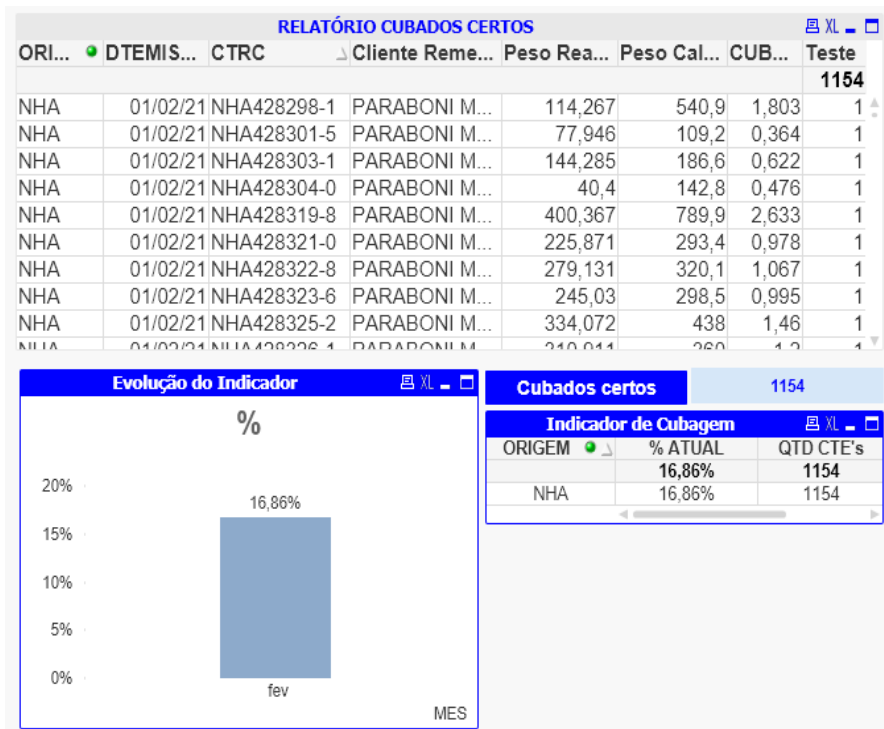 RELATÓRIO CUBADOS CERTOS XL
ORI... DTEMIS... CTRC Cliente Reme... Peso Rea... Peso Cal... CUB... Teste
1154
NHA 01/02/21 NHA428298-1 PARABONI M... 114,267 540,9 1,803 1
NHA 01/02/21 NHA428301-5 PARABONI M... 77,946 109,2 0,364 1
NHA 01/02/21 NHA428303-1 PARABONI M... 144,285 186,6 0,622 1
NHA 01/02/21 NHA428304-0 PARABONI M... 40,4 142,8 0,476 1
NHA 01/02/21 NHA428319-8 PARABONI M... 400,367 789,9 2,633 1
NHA 01/02/21 NHA428321-0 PARABONI M... 225,871 293,4 0,978 1
NHA 01/02/21 NHA428322-8 PARABONI M... 279,131 320,1 1,067 1
NHA 01/02/21 NHA428323-6 PARABONI M... 245,03 298,5 0,995 1
NHA 01/02/21 NHA428325-2 PARABONI M... 334,072 438 1,46 1
Evolução do Indicador XL
%
20%
16,86%
15%
10%
5%
0%
fev
MES
Cubados certos 1154
Indicador de Cubagem XL
ORIGEM % ATUAL QTD CTE's
16,86% 1154
NHA 16,86% 1154